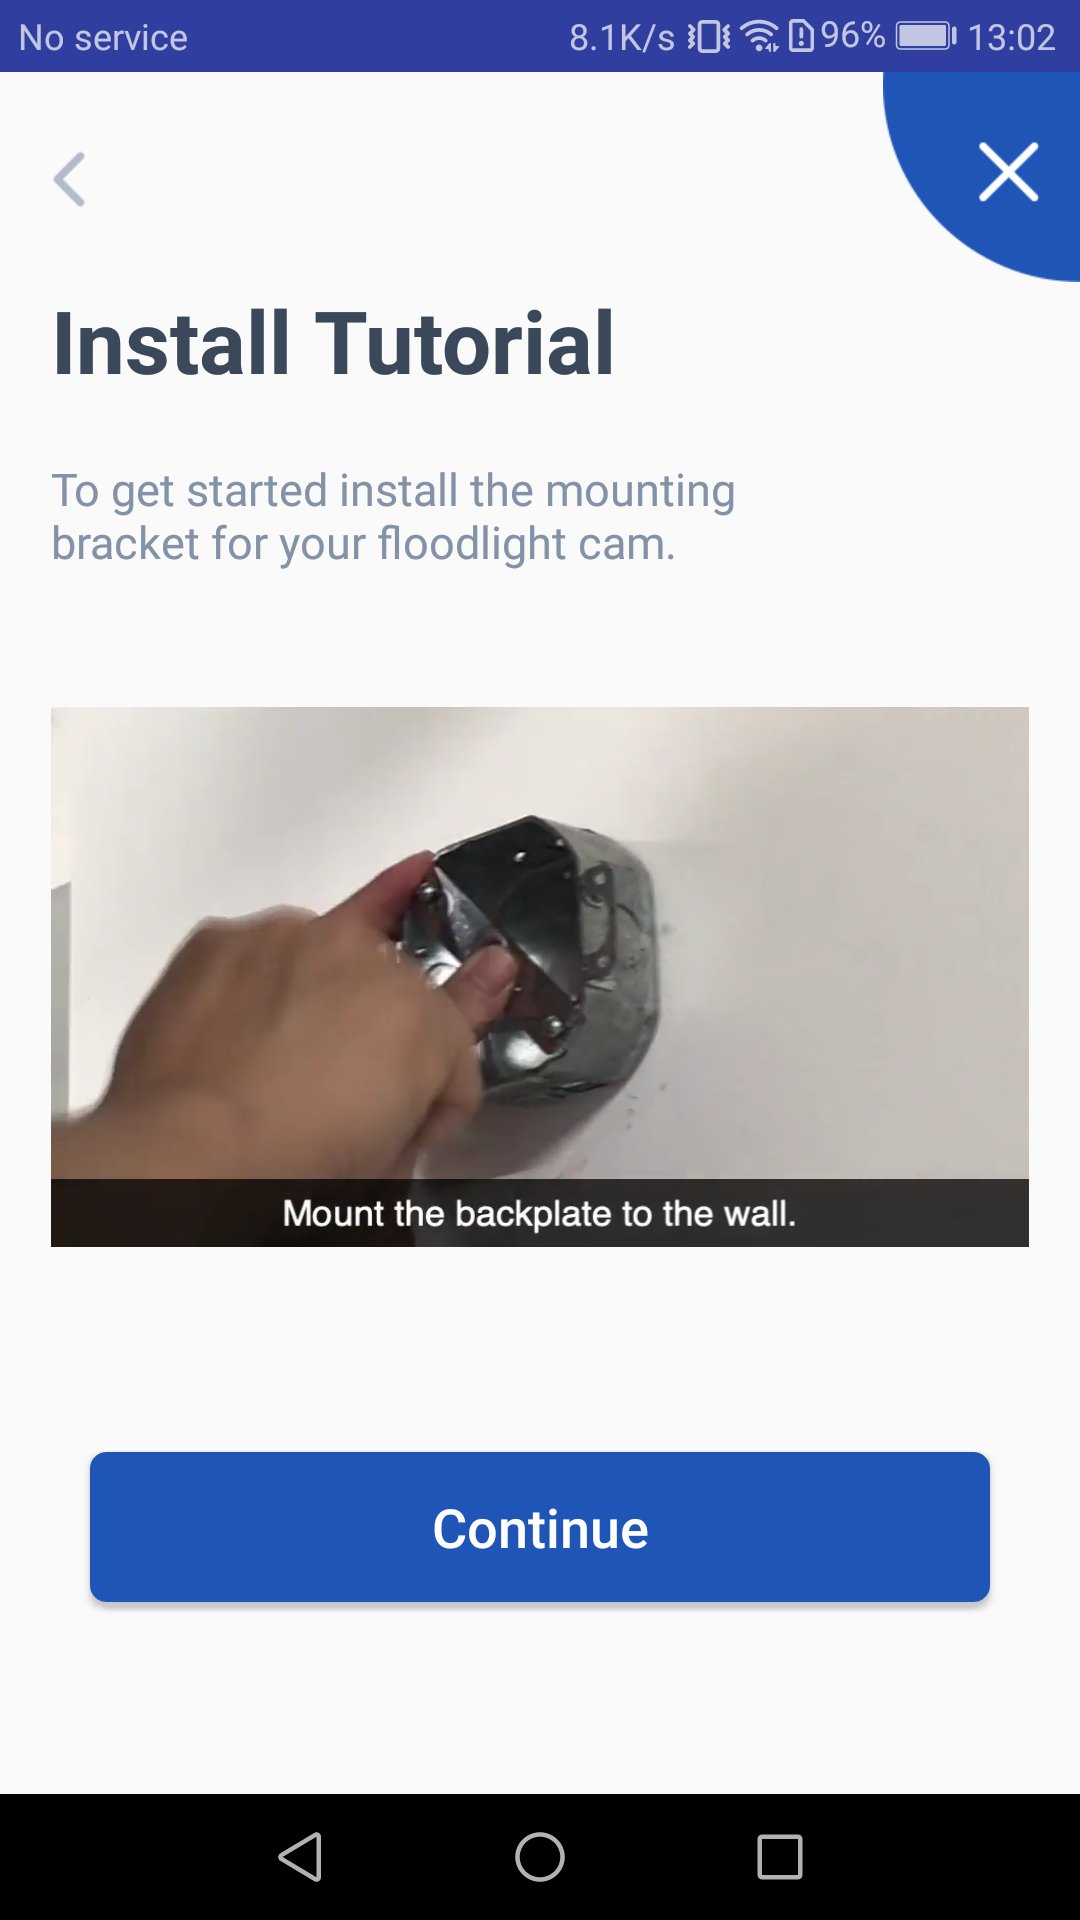 No service 8.1K/s 96% 13:02
Install Tutorial
To get started install the mounting
bracket for your floodlight cam.
Mount the backplate to the wall.
Continue